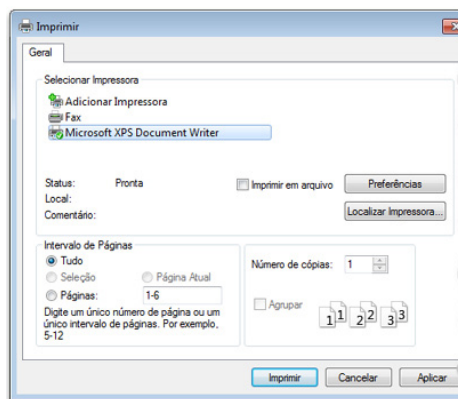 Imprimir
Geral
Selecionar Impressora
Adicionar Impressora
Fax
Microsoft XPS Document Writer
Status: Pronta
Imprimir em arquivo
Preferências
Local:
Localizar Impressora...
Comentário:
Intervalo de Páginas
Tudo
Seleção
Página Atual
Páginas: 1-6
Digite um único número de página ou um
único intervalo de páginas. Por exemplo,
5-12
Número de cópias: 1
Agrupar
1 1 2 2 3 3
Imprimir
Cancelar
Aplicar